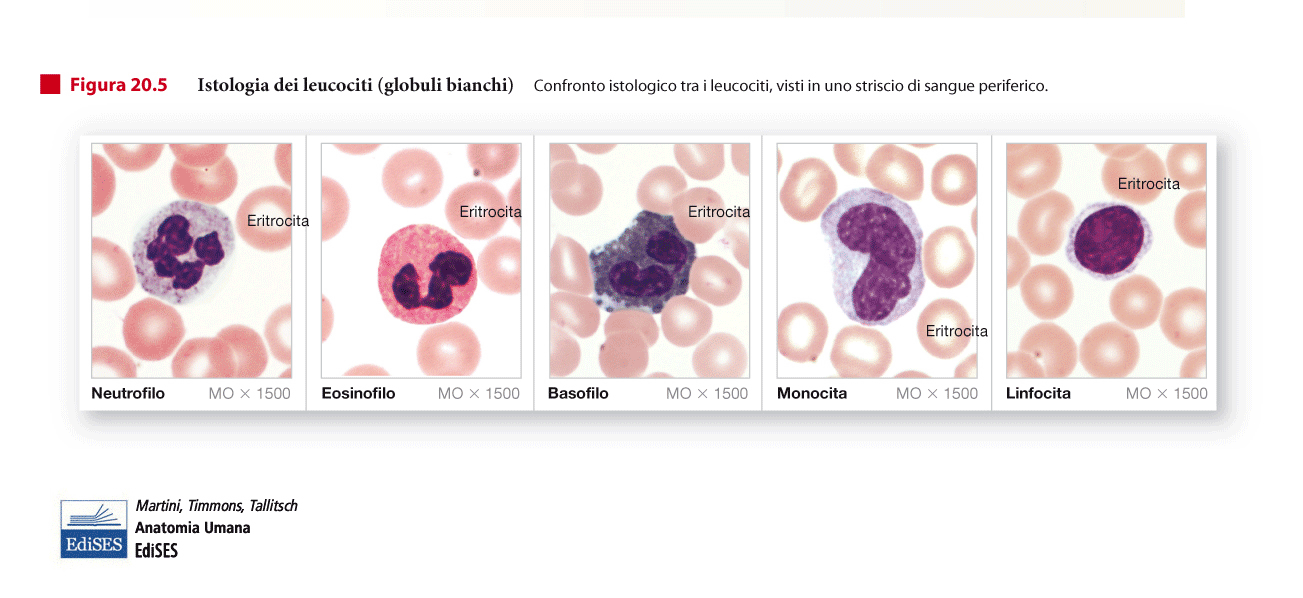 Figura 20.5 Istologia dei leucociti (globuli bianchi) Confronto istologico tra i leucociti, visti in uno striscio di sangue periferico.
Eritrocita
Eritrocita
Eritrocita
Eritrocita
Eritrocita
Neutrofilo MO × 1500
Eosinofilo MO × 1500
Basofilo MO × 1500
Monocita MO × 1500
Linfocita MO × 1500
EdiSES
Martini, Timmons, Tallitsch
Anatomia Umana
EdiSES